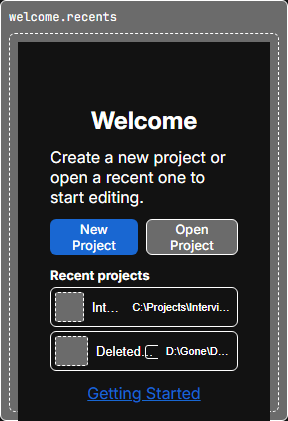 welcome.recents
Welcome
Create a new project or
open a recent one to
start editing.
New
Project
Open
Project
Recent projects
Int... C:\Projects\Intervi...
Deleted... D:\Gone\D...
Getting Started